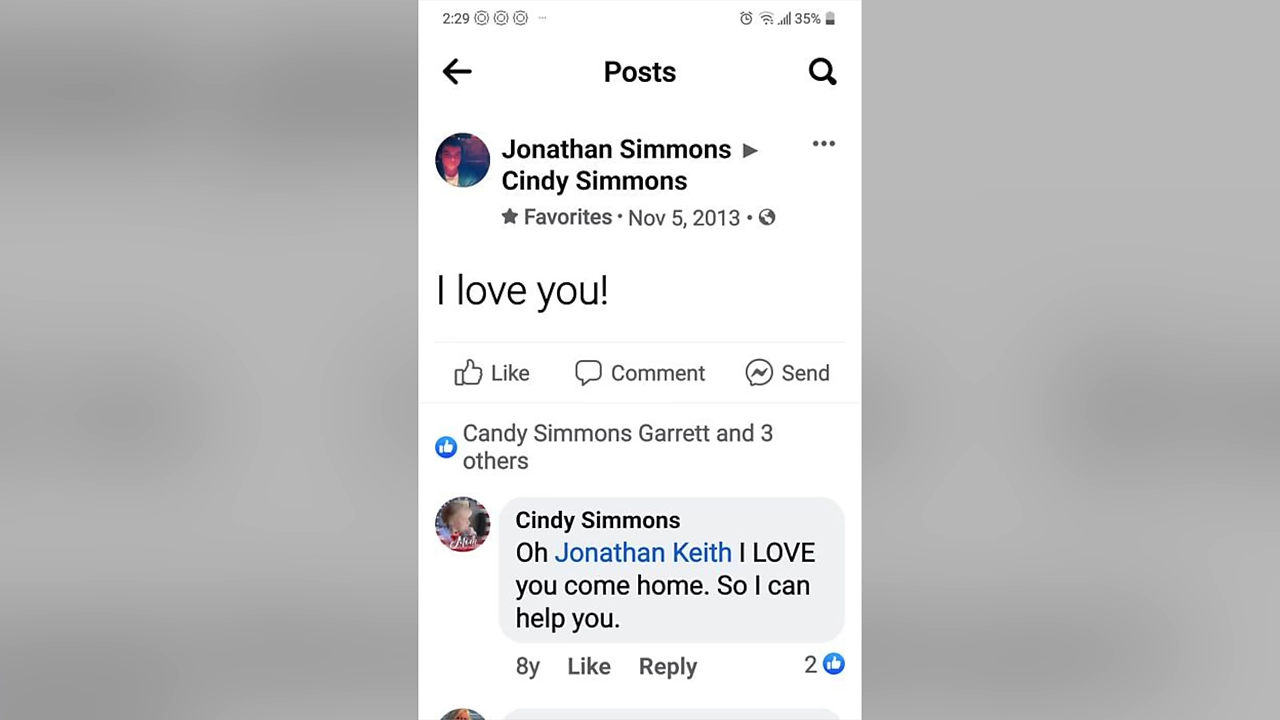 2:29 35%
Posts
Jonathan Simmons ▶
Cindy Simmons
★ Favorites · Nov 5, 2013 ·
I love you!
Like Comment Send
Candy Simmons Garrett and 3
others
Cindy Simmons
Oh Jonathan Keith I LOVE
you come home. So I can
help you.
8y Like Reply 2